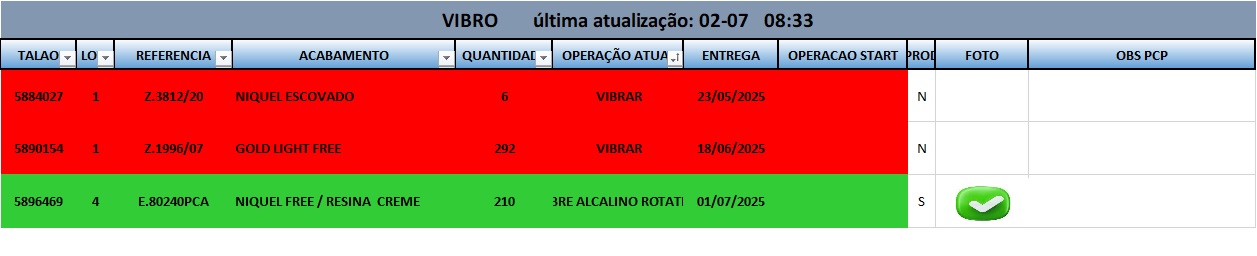 VIBRO última atualização: 02-07 08:33
TALAO LO REFERENCIA ACABAMENTO QUANTIDAD OPERAÇÃO ATUA ENTREGA OPERACAO START PROD FOTO OBS PCP
5884027 1 Z.3812/20 NIQUEL ESCOVADO 6 VIBRAR 23/05/2025 N
5890154 1 Z.1996/07 GOLD LIGHT FREE 292 VIBRAR 18/06/2025 N
5896469 4 E.80240PCA NIQUEL FREE / RESINA CREME 210 BRE ALCALINO ROTATI 01/07/2025 S